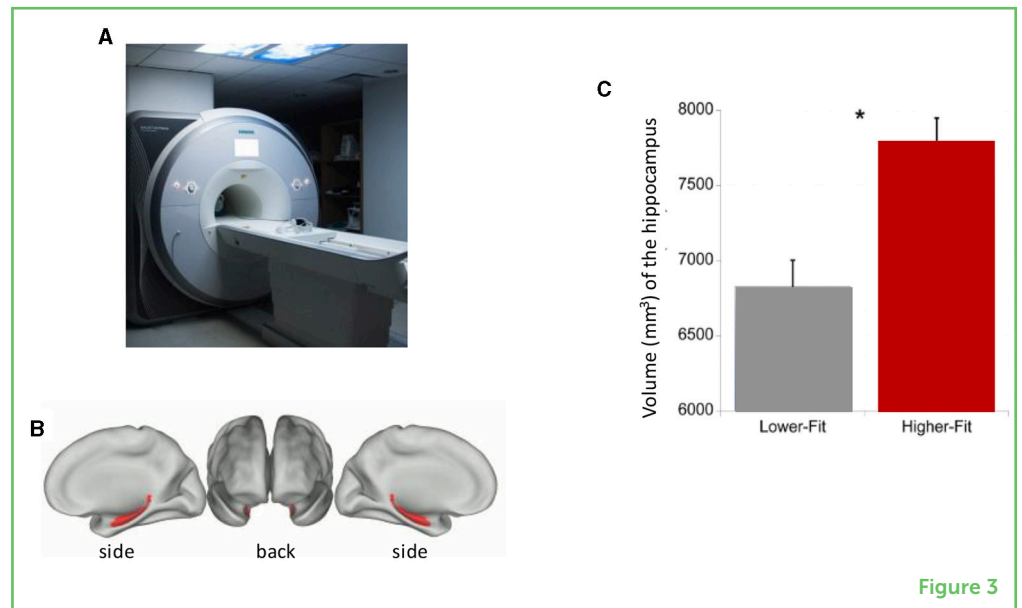 A
C
Volume (mm³) of the hippocampus
8000
7500
7000
6500
6000
*
Lower-Fit
Higher-Fit
B
side
back
side
Figure 3